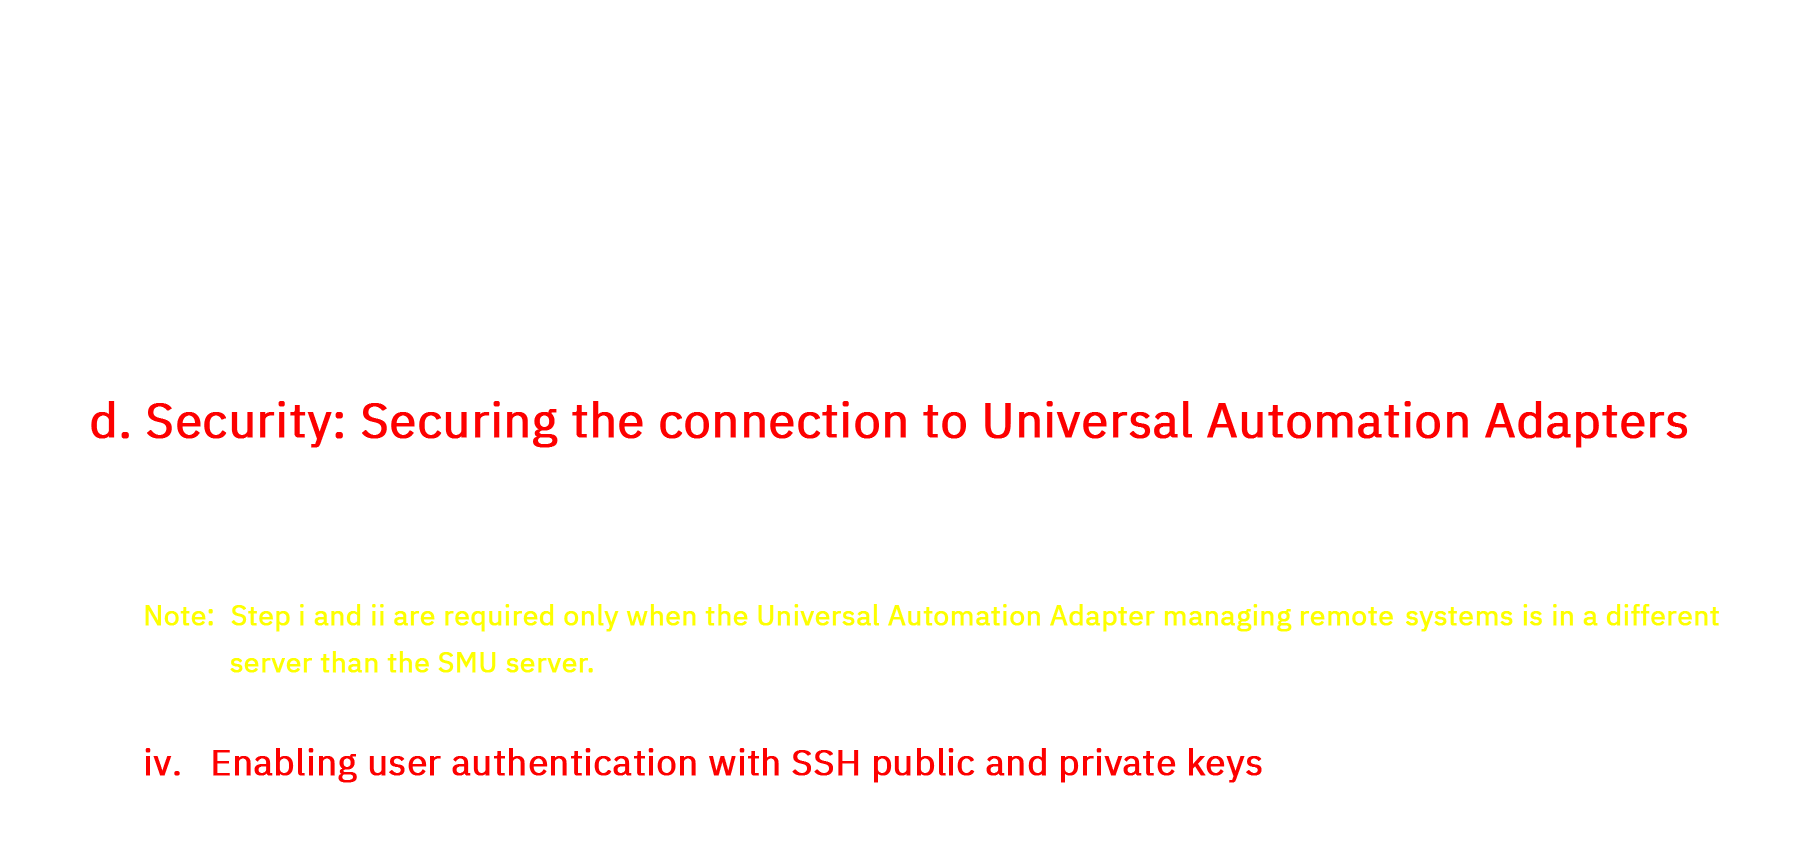 d. Security: Securing the connection to Universal Automation Adapters
Note: Step i and ii are required only when the Universal Automation Adapter managing remote systems is in a different
server than the SMU server.
iv. Enabling user authentication with SSH public and private keys